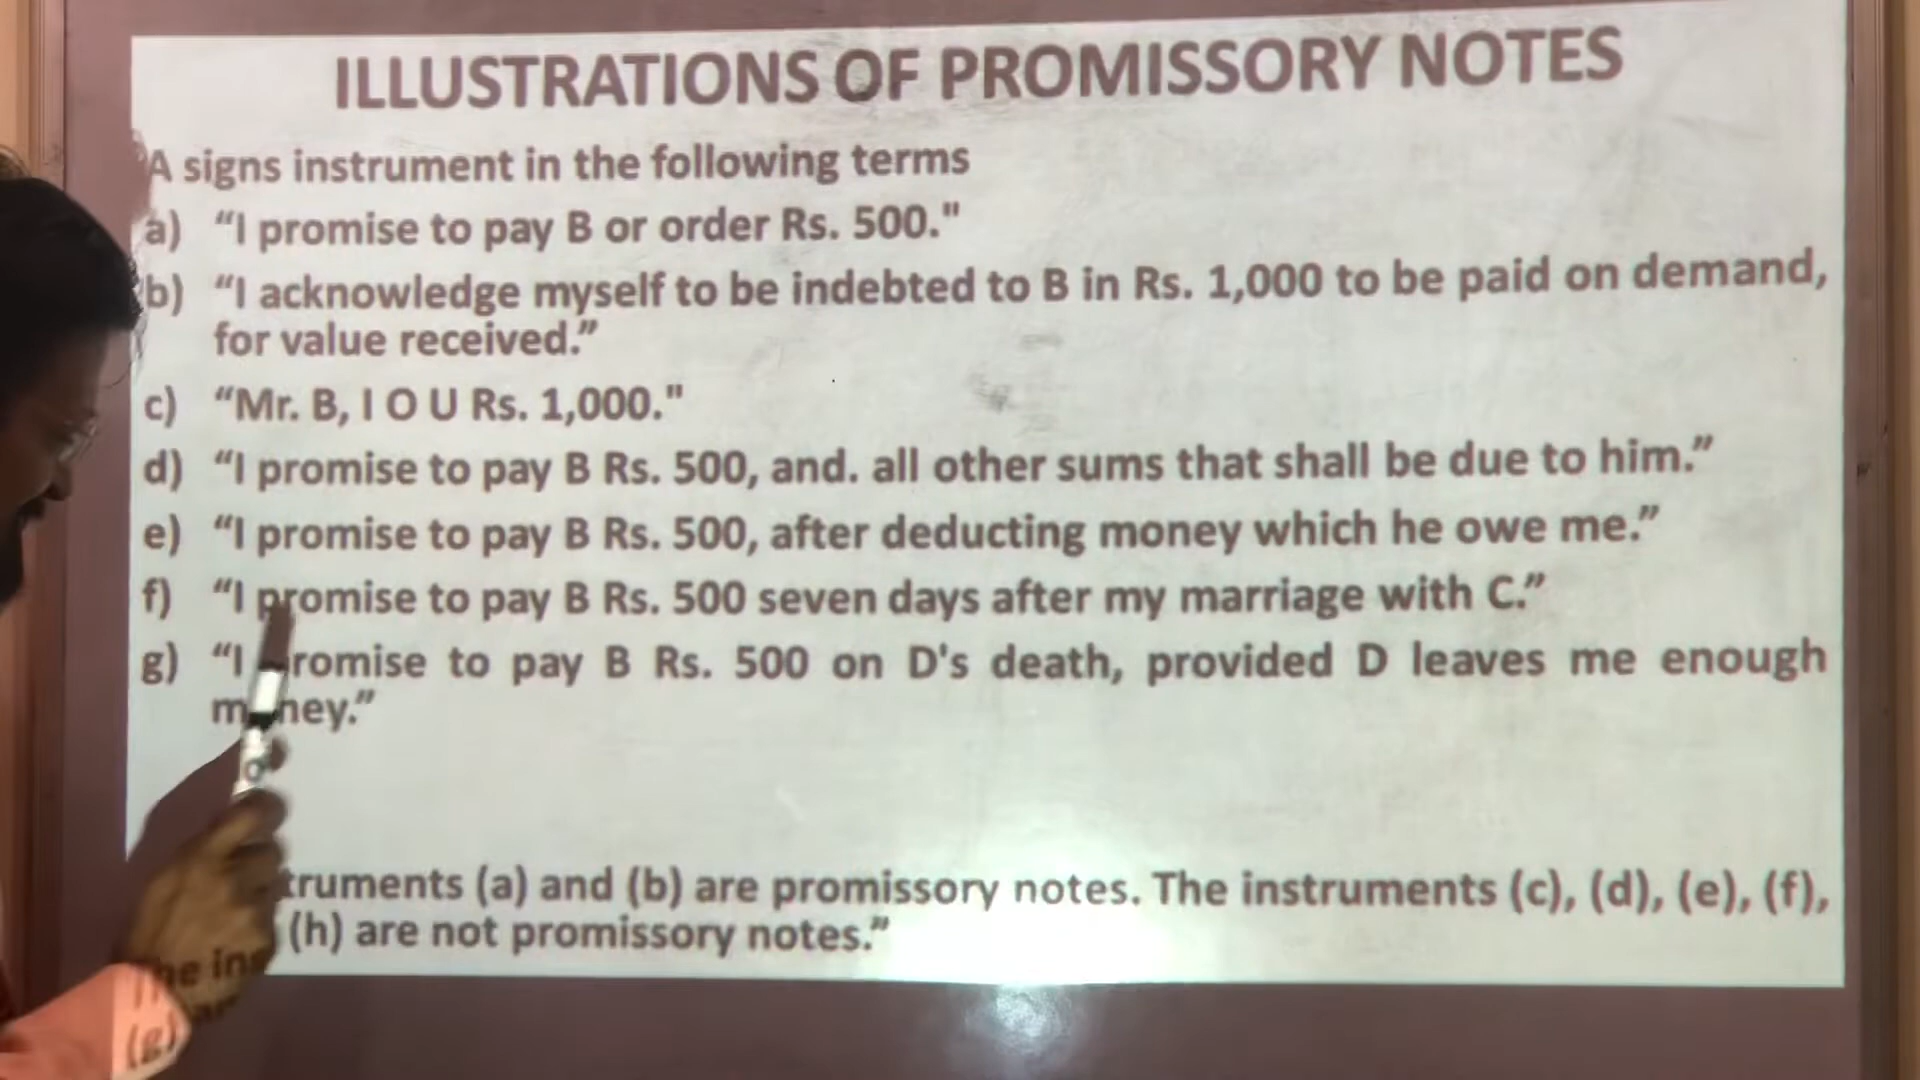 ILLUSTRATIONS OF PROMISSORY NOTES
A signs instrument in the following terms
a) “I promise to pay B or order Rs. 500."
b) “I acknowledge myself to be indebted to B in Rs. 1,000 to be paid on demand,
for value received.”
c) “Mr. B, I O U Rs. 1,000."
d) “I promise to pay B Rs. 500, and. all other sums that shall be due to him.”
e) “I promise to pay B Rs. 500, after deducting money which he owe me.”
f) “I promise to pay B Rs. 500 seven days after my marriage with C.”
g) “I promise to pay B Rs. 500 on D's death, provided D leaves me enough
money.”
truments (a) and (b) are promissory notes. The instruments (c), (d), (e), (f),
(g) (h) are not promissory notes.”